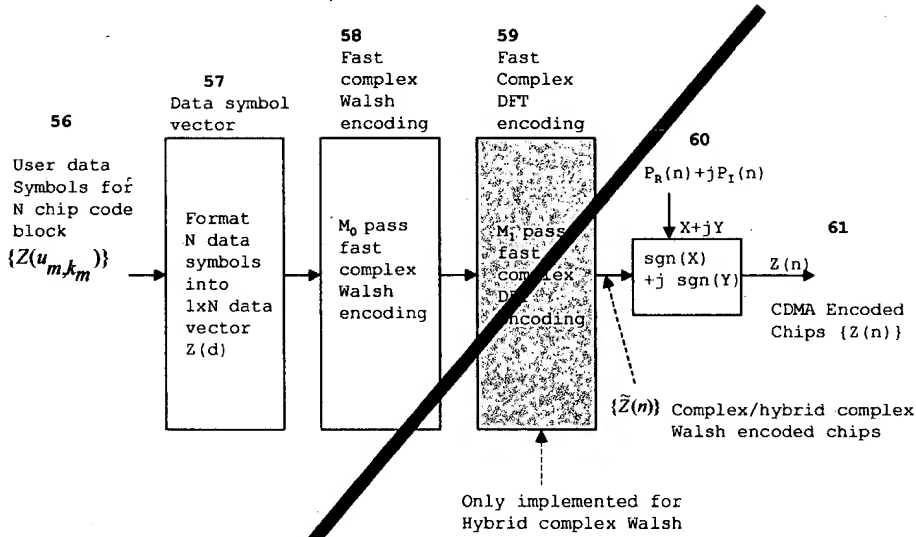 56
User data
Symbols for
N chip code
block
{Z(u_{m,k_m})}
57
Data symbol
vector
Format
N data
symbols
into
1xN data
vector
Z(d)
58
Fast
complex
Walsh
encoding
M_0 pass
fast
complex
Walsh
encoding
59
Fast
Complex
DFT
encoding
M_1 pass
fast
complex
DFT
encoding
60
P_R(n)+jP_I(n)
X+jY
sgn(X)
+j sgn(Y)
61
Z(n)
CDMA Encoded
Chips {Z(n)}
{Z̃(n)} Complex/hybrid complex
Walsh encoded chips
Only implemented for
Hybrid complex Walsh